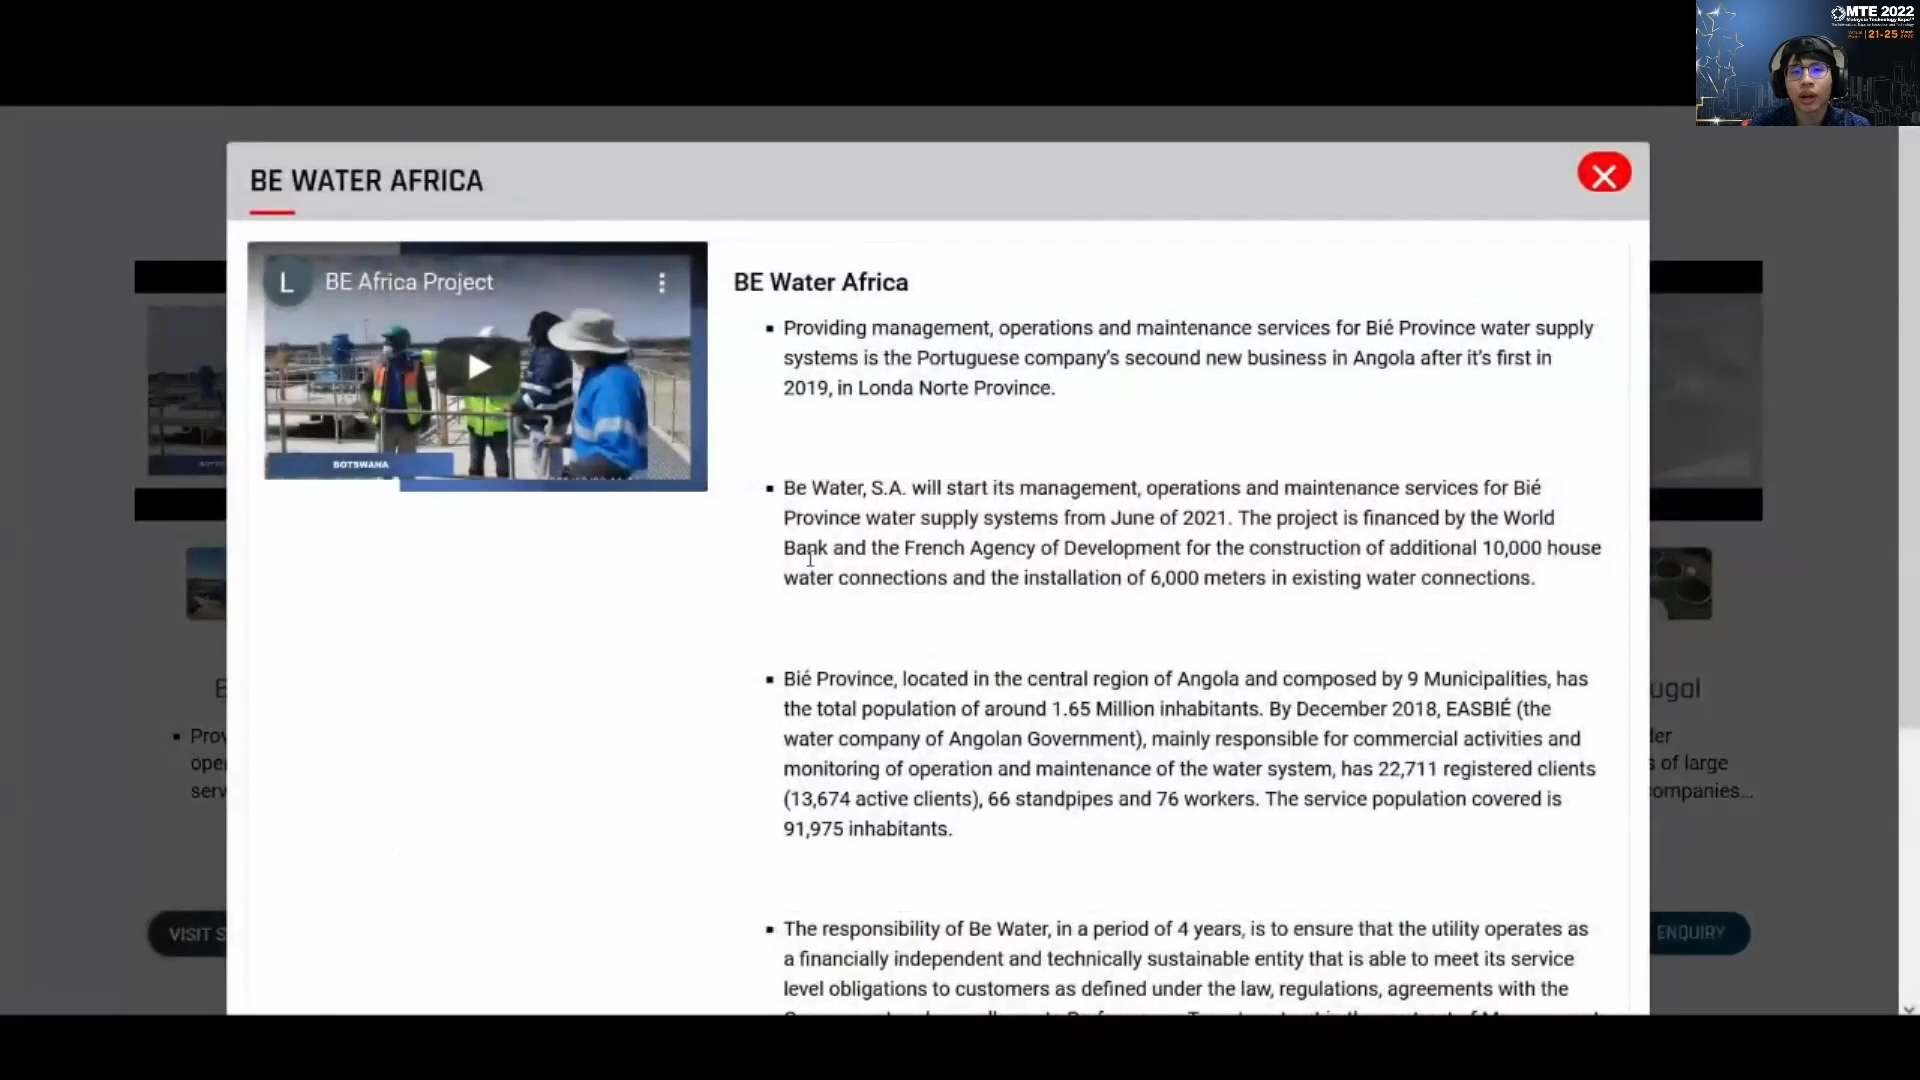 MTE 2022
Malaysia Technology Expo
21-25
BE WATER AFRICA
L
BE Africa Project
BOTSWANA
BE Water Africa
▪ Providing management, operations and maintenance services for Bié Province water supply
systems is the Portuguese company's secound new business in Angola after it's first in
2019, in Londa Norte Province.
▪ Be Water, S.A. will start its management, operations and maintenance services for Bié
Province water supply systems from June of 2021. The project is financed by the World
Bank and the French Agency of Development for the construction of additional 10,000 house
water connections and the installation of 6,000 meters in existing water connections.
▪ Bié Province, located in the central region of Angola and composed by 9 Municipalities, has
the total population of around 1.65 Million inhabitants. By December 2018, EASBIÉ (the
water company of Angolan Government), mainly responsible for commercial activities and
monitoring of operation and maintenance of the water system, has 22,711 registered clients
(13,674 active clients), 66 standpipes and 76 workers. The service population covered is
91,975 inhabitants.
▪ The responsibility of Be Water, in a period of 4 years, is to ensure that the utility operates as
a financially independent and technically sustainable entity that is able to meet its service
level obligations to customers as defined under the law, regulations, agreements with the
▪ Prov
ope
serv
VISIT S
ugal
der
s of large
ompanies...
ENQUIRY